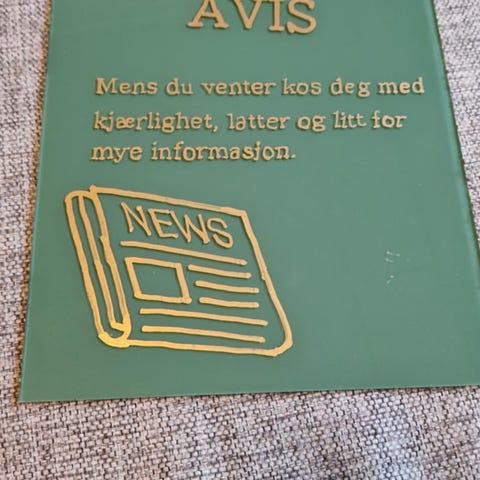 AVIS
Mens du venter kos deg med
kjærlighet, latter og litt for
mye informasjon.
NEWS